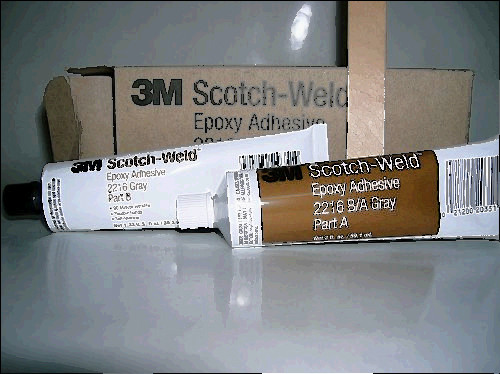 3M Scotch-Weld
Epoxy Adhesive
3M Scotch-Weld
Epoxy Adhesive
2216 Gray
Part B
3M Scotch-Weld
Epoxy Adhesive
2216 B/A Gray
Part A